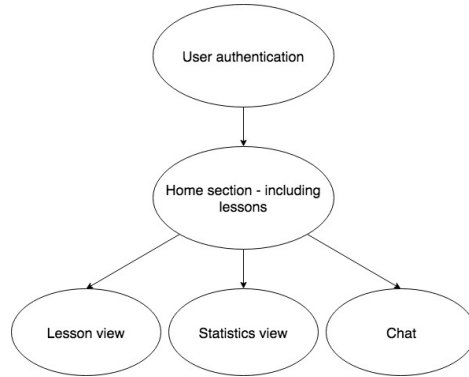 User authentication
Home section - including
lessons
Lesson view
Statistics view
Chat